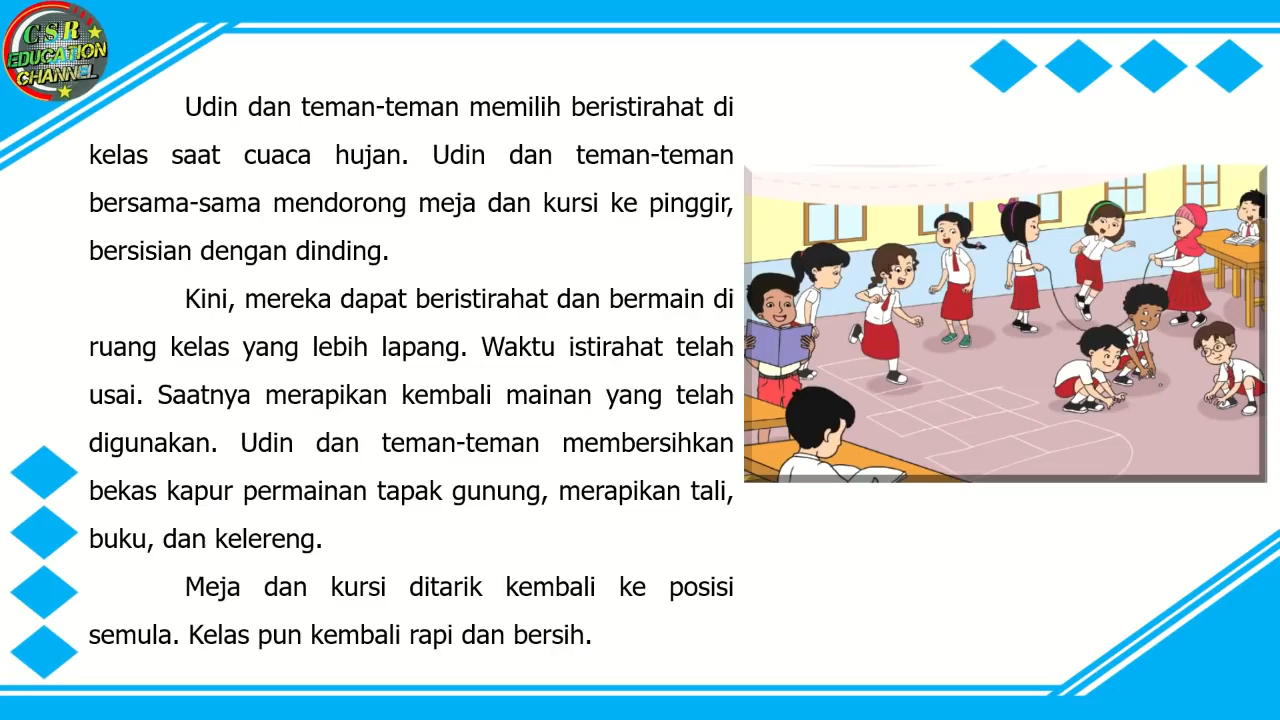 CSR
EDUCATION
CHANNEL
Udin dan teman-teman memilih beristirahat di
kelas saat cuaca hujan. Udin dan teman-teman
bersama-sama mendorong meja dan kursi ke pinggir,
bersisian dengan dinding.
Kini, mereka dapat beristirahat dan bermain di
ruang kelas yang lebih lapang. Waktu istirahat telah
usai. Saatnya merapikan kembali mainan yang telah
digunakan. Udin dan teman-teman membersihkan
bekas kapur permainan tapak gunung, merapikan tali,
buku, dan kelereng.
Meja dan kursi ditarik kembali ke posisi
semula. Kelas pun kembali rapi dan bersih.